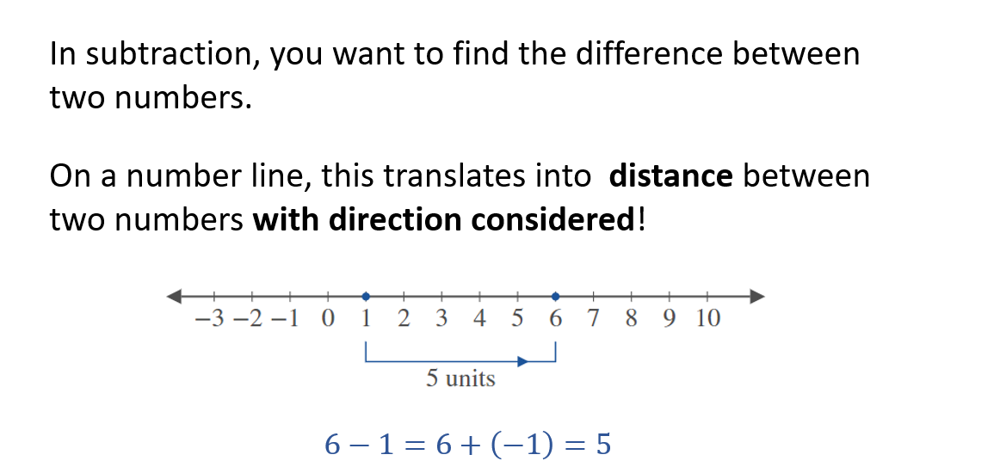 In subtraction, you want to find the difference between
two numbers.
On a number line, this translates into  distance between
two numbers with direction considered!
−3 −2 −1 0 1 2 3 4 5 6 7 8 9 10
5 units
6 − 1 = 6 + (−1) = 5